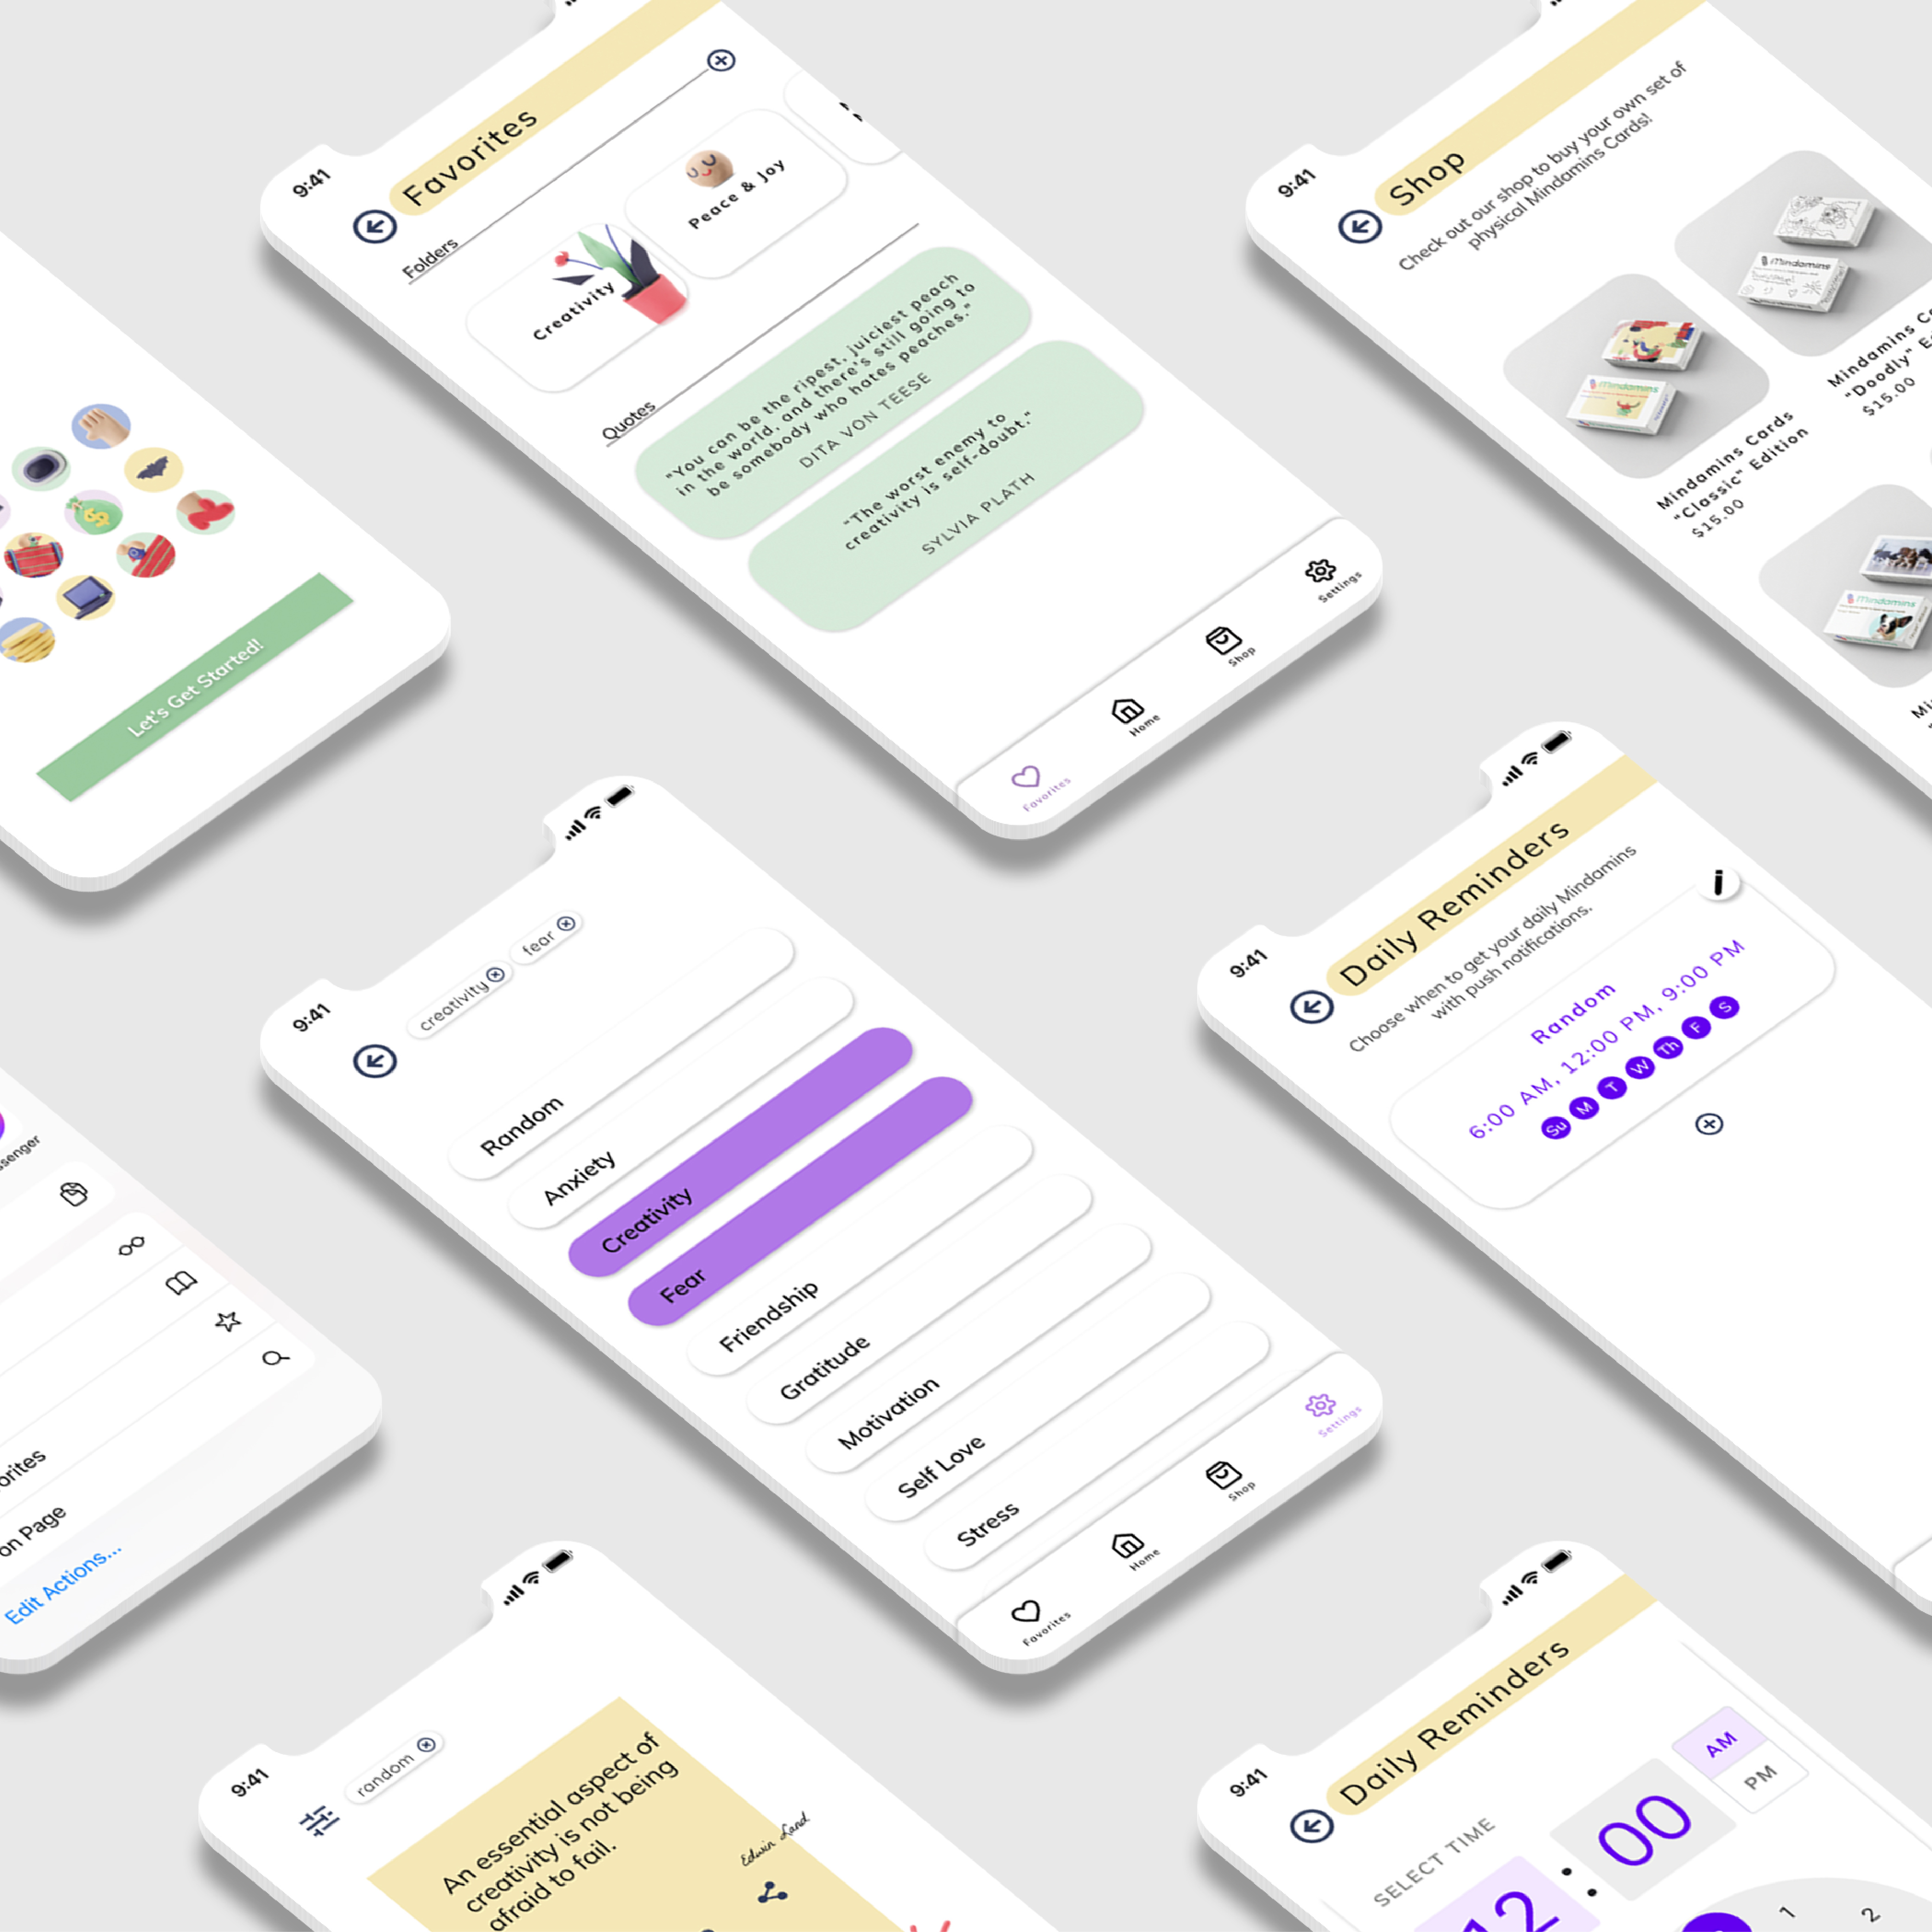 Let's Get Started!
9:41
Favorites
Folders
Creativity
Peace & Joy
Quotes
"You can be the ripest, juiciest peach
in the world, and there's still going to
be somebody who hates peaches."
DITA VON TEESE
"The worst enemy to
creativity is self-doubt."
SYLVIA PLATH
Favorites
Home
Shop
Settings
9:41
Shop
Check out our shop to buy your own set of
physical Mindamins Cards!
Mindamins
Mindamins
Mindamins Cards
"Classic" Edition
$15.00
Mindamins
"Doodly"
$15.00
Mindamins
orites
on Page
Edit Actions...
9:41
creativity
fear
Random
Anxiety
Creativity
Fear
Friendship
Gratitude
Motivation
Self Love
Stress
Favorites
Home
Shop
Settings
9:41
Daily Reminders
Choose when to get your daily Mindamins
with push notifications.
i
Random
6:00 AM, 12:00 PM, 9:00 PM
Su M T W Th F S
9:41
random
An essential aspect of
creativity is not being
afraid to fail.
Edwin Land
9:41
Daily Reminders
SELECT TIME
12:00
AM
PM
1
2